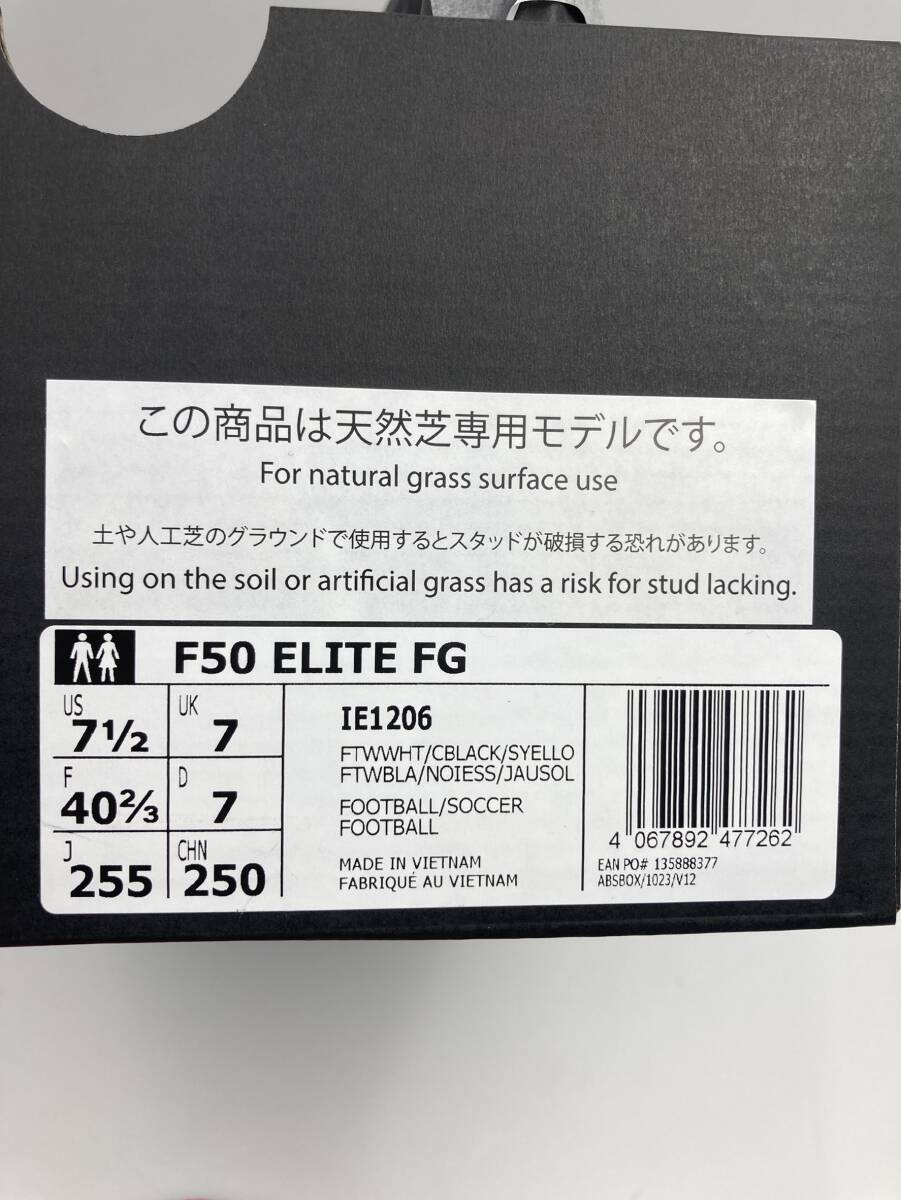 この商品は天然芝専用モデルです。
For natural grass surface use
土や人工芝のグラウンドで使用するとスタッドが破損する恐れがあります。
Using on the soil or artificial grass has a risk for stud lacking.
F50 ELITE FG
US 7½ UK 7
F 40⅔ D 7
J 255 CHN 250
IE1206
FTWWHT/CBLACK/SYELLO
FTWBLA/NOIESS/JAUSOL
FOOTBALL/SOCCER
FOOTBALL
MADE IN VIETNAM
FABRIQUÉ AU VIETNAM
4 067892 477262
EAN PO# 135888377
ABSBOX/1023/V12